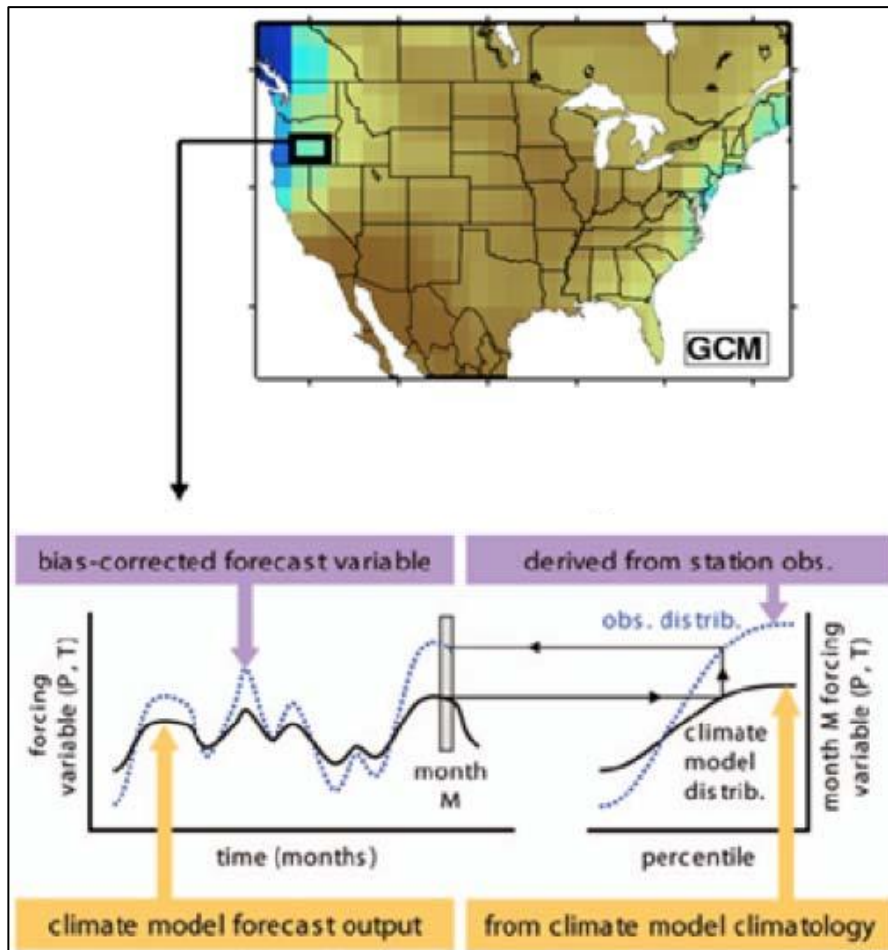 GCM
bias-corrected forecast variable
derived from station obs.
forcing
variable (P, T)
obs. distrib.
climate
model
distrib.
month
M
month M forcing
variable (P, T)
time (months)
percentile
climate model forecast output
from climate model climatology